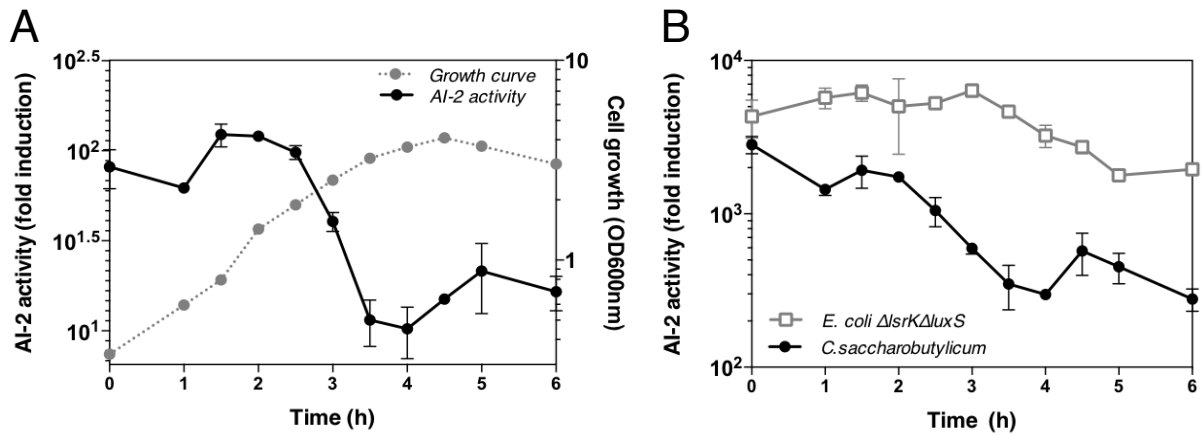 A
AI-2 activity (fold induction)
10^2.5
10^2
10^1.5
10^1
Growth curve
AI-2 activity
10
1
Cell growth (OD600nm)
0 1 2 3 4 5 6
Time (h)
B
AI-2 activity (fold induction)
10^4
10^3
10^2
E. coli ΔlsrKΔluxS
C.saccharobutylicum
0 1 2 3 4 5 6
Time (h)